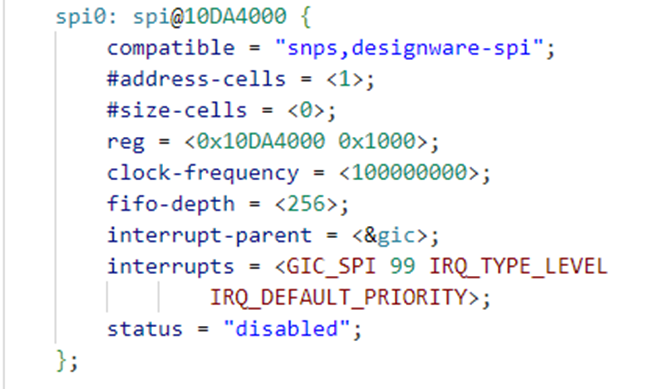 spi0: spi@10DA4000 {
compatible = "snps,designware-spi";
#address-cells = <1>;
#size-cells = <0>;
reg = <0x10DA4000 0x1000>;
clock-frequency = <100000000>;
fifo-depth = <256>;
interrupt-parent = <&gic>;
interrupts = <GIC_SPI 99 IRQ_TYPE_LEVEL
IRQ_DEFAULT_PRIORITY>;
status = "disabled";
};